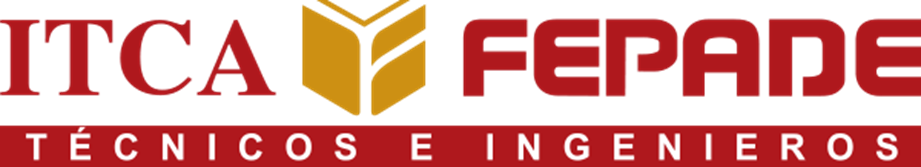 ITCA FEPADE
TÉCNICOS E INGENIEROS